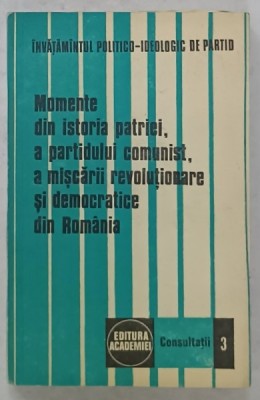 ÎNVĂȚĂMÎNTUL POLITICO-IDEOLOGIC DE PARTID
Momente
din istoria patriei,
a partidului comunist,
a mișcării revoluționare
și democratice
din România
EDITURA
ACADEMIEI
Consultații 3